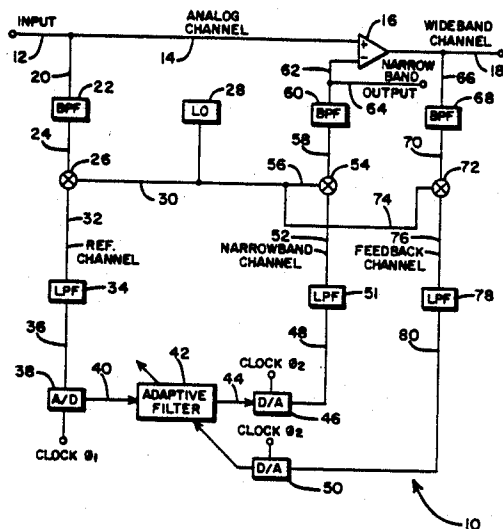 INPUT
12
20
ANALOG
CHANNEL
14
16
+
−
WIDEBAND
CHANNEL
18
62
NARROW
BAND
OUTPUT
64
66
BPF
22
LO
28
60
BPF
BPF
68
24
58
70
26
30
56
54
72
74
32
REF.
CHANNEL
52
NARROWBAND
CHANNEL
76
FEEDBACK
CHANNEL
LPF
34
LPF
51
LPF
78
36
48
80
38
A/D
40
42
ADAPTIVE
FILTER
44
CLOCK Φ2
D/A
46
CLOCK Φ1
CLOCK Φ2
D/A
50
10